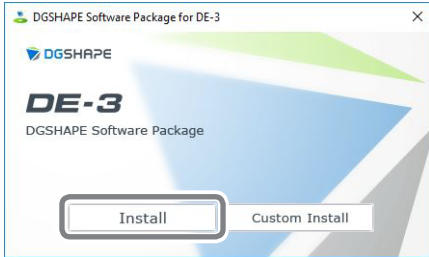 DGSHAPE Software Package for DE-3
DGSHAPE
DE-3
DGSHAPE Software Package
Install
Custom Install